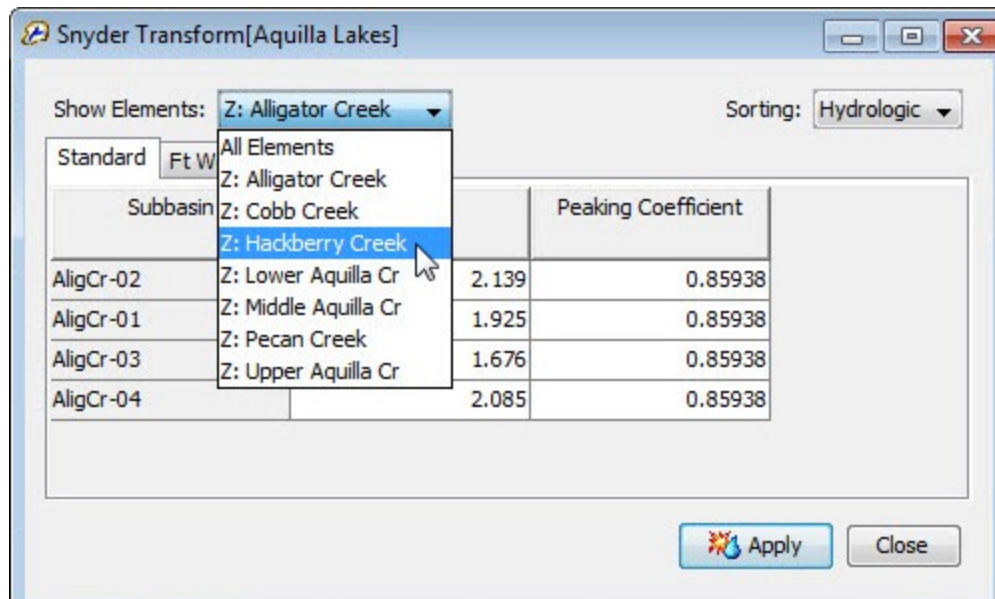 Snyder Transform[Aquilla Lakes]
Show Elements: Z: Alligator Creek Sorting: Hydrologic
All Elements
Z: Alligator Creek
Z: Cobb Creek
Z: Hackberry Creek
Z: Lower Aquilla Cr
Z: Middle Aquilla Cr
Z: Pecan Creek
Z: Upper Aquilla Cr
Standard Ft W
Subbasin Peaking Coefficient
AligCr-02 2.139 0.85938
AligCr-01 1.925 0.85938
AligCr-03 1.676 0.85938
AligCr-04 2.085 0.85938
Apply Close